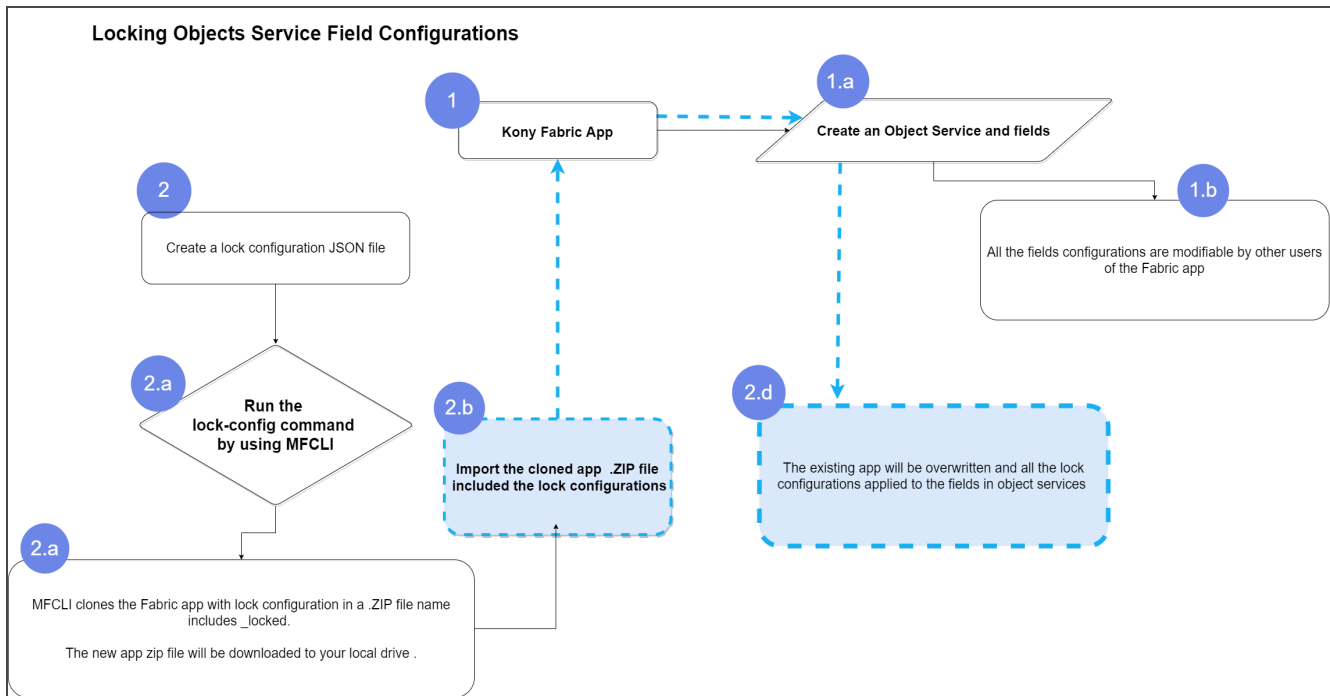 Locking Objects Service Field Configurations
1
Kony Fabric App
1.a
Create an Object Service and fields
1.b
All the fields configurations are modifiable by other users
of the Fabric app
2
Create a lock configuration JSON file
2.a
Run the
lock-config command
by using MFCLI
2.a
MFCLI clones the Fabric app with lock configuration in a .ZIP file name
includes _locked.
The new app zip file will be downloaded to your local drive .
2.b
Import the cloned app .ZIP file
included the lock configurations
2.d
The existing app will be overwritten and all the lock
configurations applied to the fields in object services